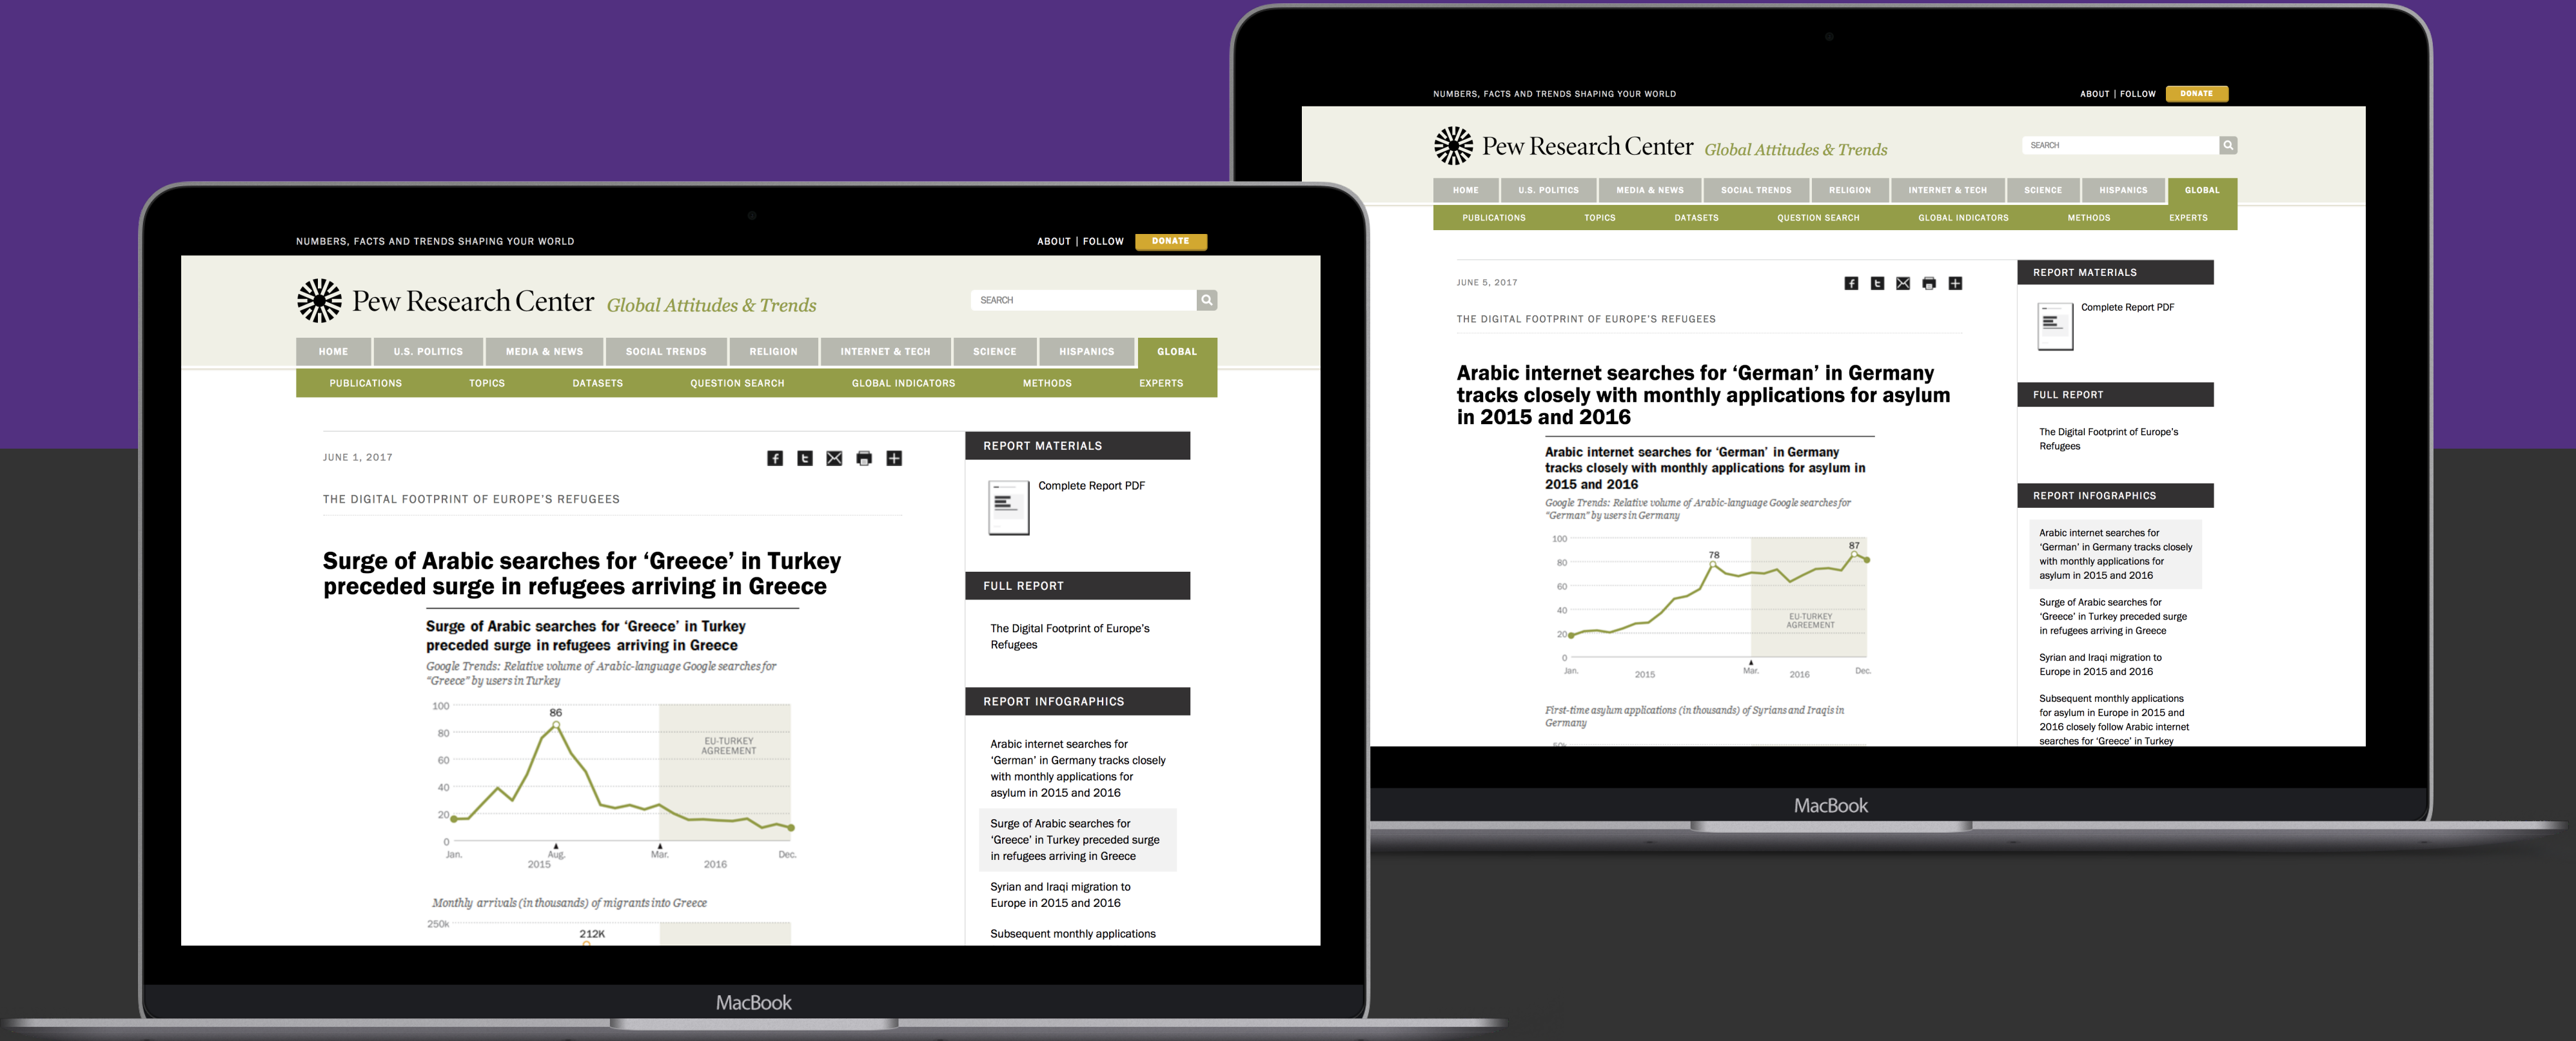 NUMBERS, FACTS AND TRENDS SHAPING YOUR WORLD
ABOUT | FOLLOW
DONATE
Pew Research Center Global Attitudes & Trends
SEARCH
HOME
U.S. POLITICS
MEDIA & NEWS
SOCIAL TRENDS
RELIGION
INTERNET & TECH
SCIENCE
HISPANICS
GLOBAL
PUBLICATIONS
TOPICS
DATASETS
QUESTION SEARCH
GLOBAL INDICATORS
METHODS
EXPERTS
JUNE 1, 2017
THE DIGITAL FOOTPRINT OF EUROPE'S REFUGEES
Surge of Arabic searches for ‘Greece’ in Turkey
preceded surge in refugees arriving in Greece
Surge of Arabic searches for ‘Greece’ in Turkey
preceded surge in refugees arriving in Greece
Google Trends: Relative volume of Arabic-language Google searches for
“Greece” by users in Turkey
100
80
60
40
20
0
86
EU-TURKEY
AGREEMENT
Jan.
Aug.
Mar.
Dec.
2015
2016
Monthly arrivals (in thousands) of migrants into Greece
250k
212K
REPORT MATERIALS
Complete Report PDF
FULL REPORT
The Digital Footprint of Europe’s
Refugees
REPORT INFOGRAPHICS
Arabic internet searches for
‘German’ in Germany tracks closely
with monthly applications for
asylum in 2015 and 2016
Surge of Arabic searches for
‘Greece’ in Turkey preceded surge
in refugees arriving in Greece
Syrian and Iraqi migration to
Europe in 2015 and 2016
Subsequent monthly applications
MacBook
NUMBERS, FACTS AND TRENDS SHAPING YOUR WORLD
ABOUT | FOLLOW
DONATE
Pew Research Center Global Attitudes & Trends
SEARCH
HOME
U.S. POLITICS
MEDIA & NEWS
SOCIAL TRENDS
RELIGION
INTERNET & TECH
SCIENCE
HISPANICS
GLOBAL
PUBLICATIONS
TOPICS
DATASETS
QUESTION SEARCH
GLOBAL INDICATORS
METHODS
EXPERTS
JUNE 5, 2017
THE DIGITAL FOOTPRINT OF EUROPE'S REFUGEES
Arabic internet searches for ‘German’ in Germany
tracks closely with monthly applications for asylum
in 2015 and 2016
Arabic internet searches for ‘German’ in Germany
tracks closely with monthly applications for asylum in
2015 and 2016
Google Trends: Relative volume of Arabic-language Google searches for
“German” by users in Germany
100
80
60
40
20
0
78
87
EU-TURKEY
AGREEMENT
Jan.
2015
Mar.
2016
Dec.
First-time asylum applications (in thousands) of Syrians and Iraqis in
Germany
50k
REPORT MATERIALS
Complete Report PDF
FULL REPORT
The Digital Footprint of Europe’s
Refugees
REPORT INFOGRAPHICS
Arabic internet searches for
‘German’ in Germany tracks closely
with monthly applications for
asylum in 2015 and 2016
Surge of Arabic searches for
‘Greece’ in Turkey preceded surge
in refugees arriving in Greece
Syrian and Iraqi migration to
Europe in 2015 and 2016
Subsequent monthly applications
for asylum in Europe in 2015 and
2016 closely follow Arabic internet
searches for ‘Greece’ in Turkey
MacBook